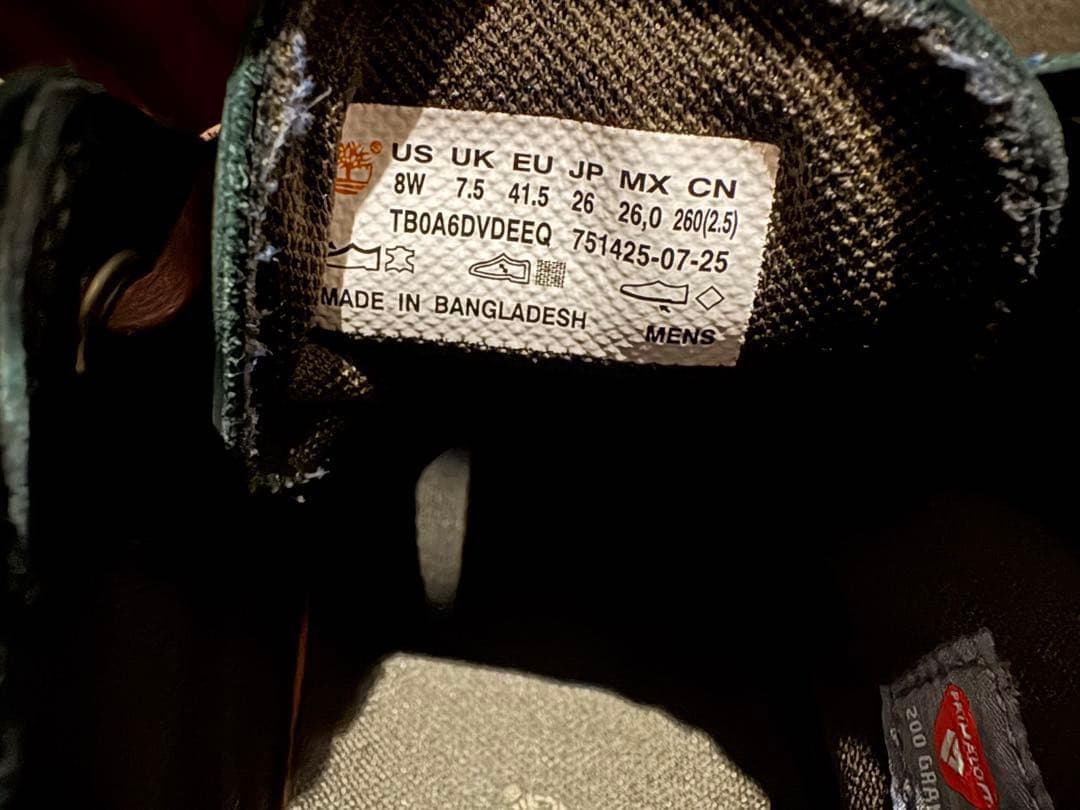 US UK EU JP MX CN
8W 7.5 41.5 26 26,0 260(2.5)
TB0A6DVDEEQ 751425-07-25
MADE IN BANGLADESH
MENS
200